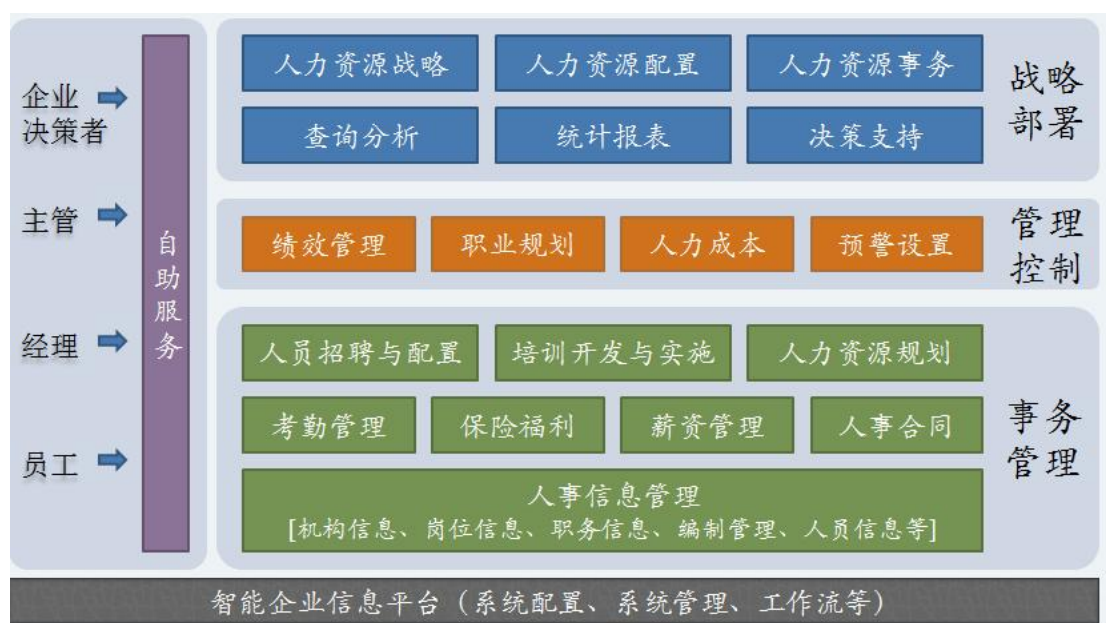 企业
决策者
主管
经理
员工
自助服务
人力资源战略
人力资源配置
人力资源事务
查询分析
统计报表
决策支持
战略
部署
绩效管理
职业规划
人力成本
预警设置
管理
控制
人员招聘与配置
培训开发与实施
人力资源规划
考勤管理
保险福利
薪资管理
人事合同
人事信息管理
[机构信息、岗位信息、职务信息、编制管理、人员信息等]
事务
管理
智能企业信息平台（系统配置、系统管理、工作流等）